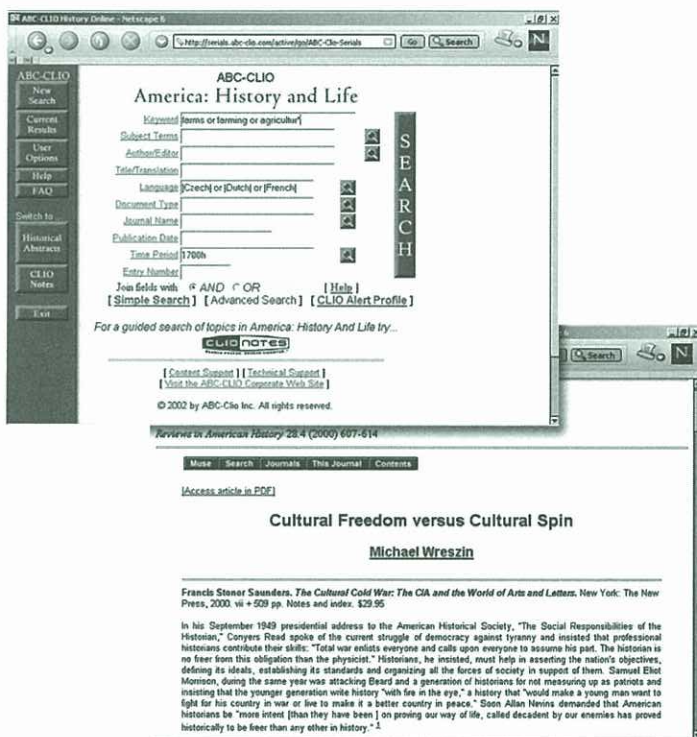 ABC-CLIO History Online - Netscape 6
http://serials.abc-clio.com/active/go/ABC-Clio-Serials
Go
Search
N
ABC-CLIO
New Search
Current Results
User Options
Help
FAQ
Switch to...
Historical Abstracts
CLIO Notes
Exit
ABC-CLIO
America: History and Life
Keyword farms or farming or agricultur*
Subject Terms
Author/Editor
Title/Translation
Language |Czech| or |Dutch| or |French|
Document Type
Journal Name
Publication Date
Time Period 1700h
Entry Number
SEARCH
Join fields with AND OR [ Help ]
[ Simple Search ] [ Advanced Search ] [ CLIO Alert Profile ]
For a guided search of topics in America: History And Life try...
CLIO NOTES
[ Content Support ] [ Technical Support ]
[ Visit the ABC-CLIO Corporate Web Site ]
© 2002 by ABC-Clio Inc. All rights reserved.
Search
N
Reviews in American History 28.4 (2000) 607-614
Muse Search Journals This Journal Contents
[Access article in PDF]
Cultural Freedom versus Cultural Spin
Michael Wreszin
Francis Stonor Saunders. The Cultural Cold War: The CIA and the World of Arts and Letters. New York: The New
Press, 2000. vii + 509 pp. Notes and index. $29.95
In his September 1949 presidential address to the American Historical Society, "The Social Responsibilities of the
Historian," Conyers Read spoke of the current struggle of democracy against tyranny and insisted that professional
historians contribute their skills: "Total war enlists everyone and calls upon everyone to assume his part. The historian is
no freer from this obligation than the physicist." Historians, he insisted, must help in asserting the nation's objectives,
defining its ideals, establishing its standards and organizing all the forces of society in support of them. Samuel Eliot
Morrison, during the same year was attacking Beard and a generation of historians for not measuring up as patriots and
insisting that the younger generation write history "with fire in the eye," a history that "would make a young man want to
fight for his country in war or live to make it a better country in peace." Soon Allan Nevins demanded that American
historians be "more intent [than they have been ] on proving our way of life, called decadent by our enemies has proved
historically to be freer than any other in history." 1